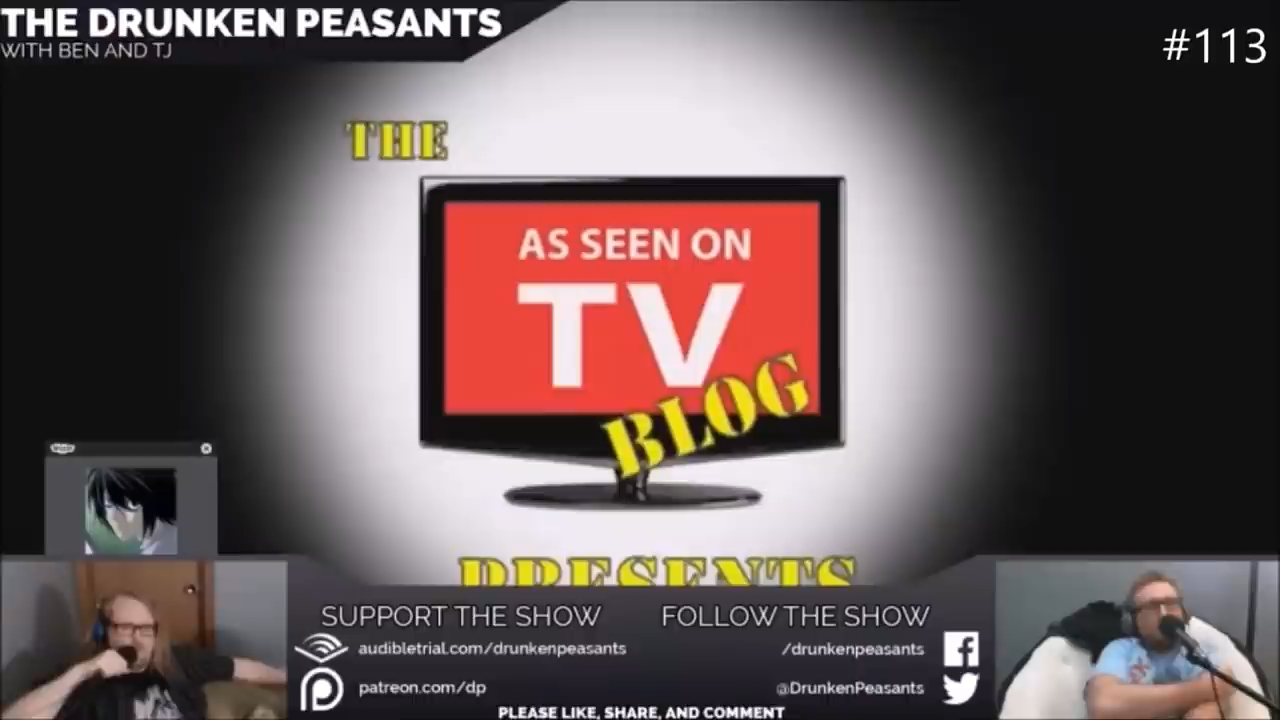 THE DRUNKEN PEASANTS
WITH BEN AND TJ
#113
THE
AS SEEN ON
TV
BLOG
PRESENTS
SUPPORT THE SHOW
FOLLOW THE SHOW
audibletrial.com/drunkenpeasants
/drunkenpeasants
patreon.com/dp
@DrunkenPeasants
PLEASE LIKE, SHARE, AND COMMENT